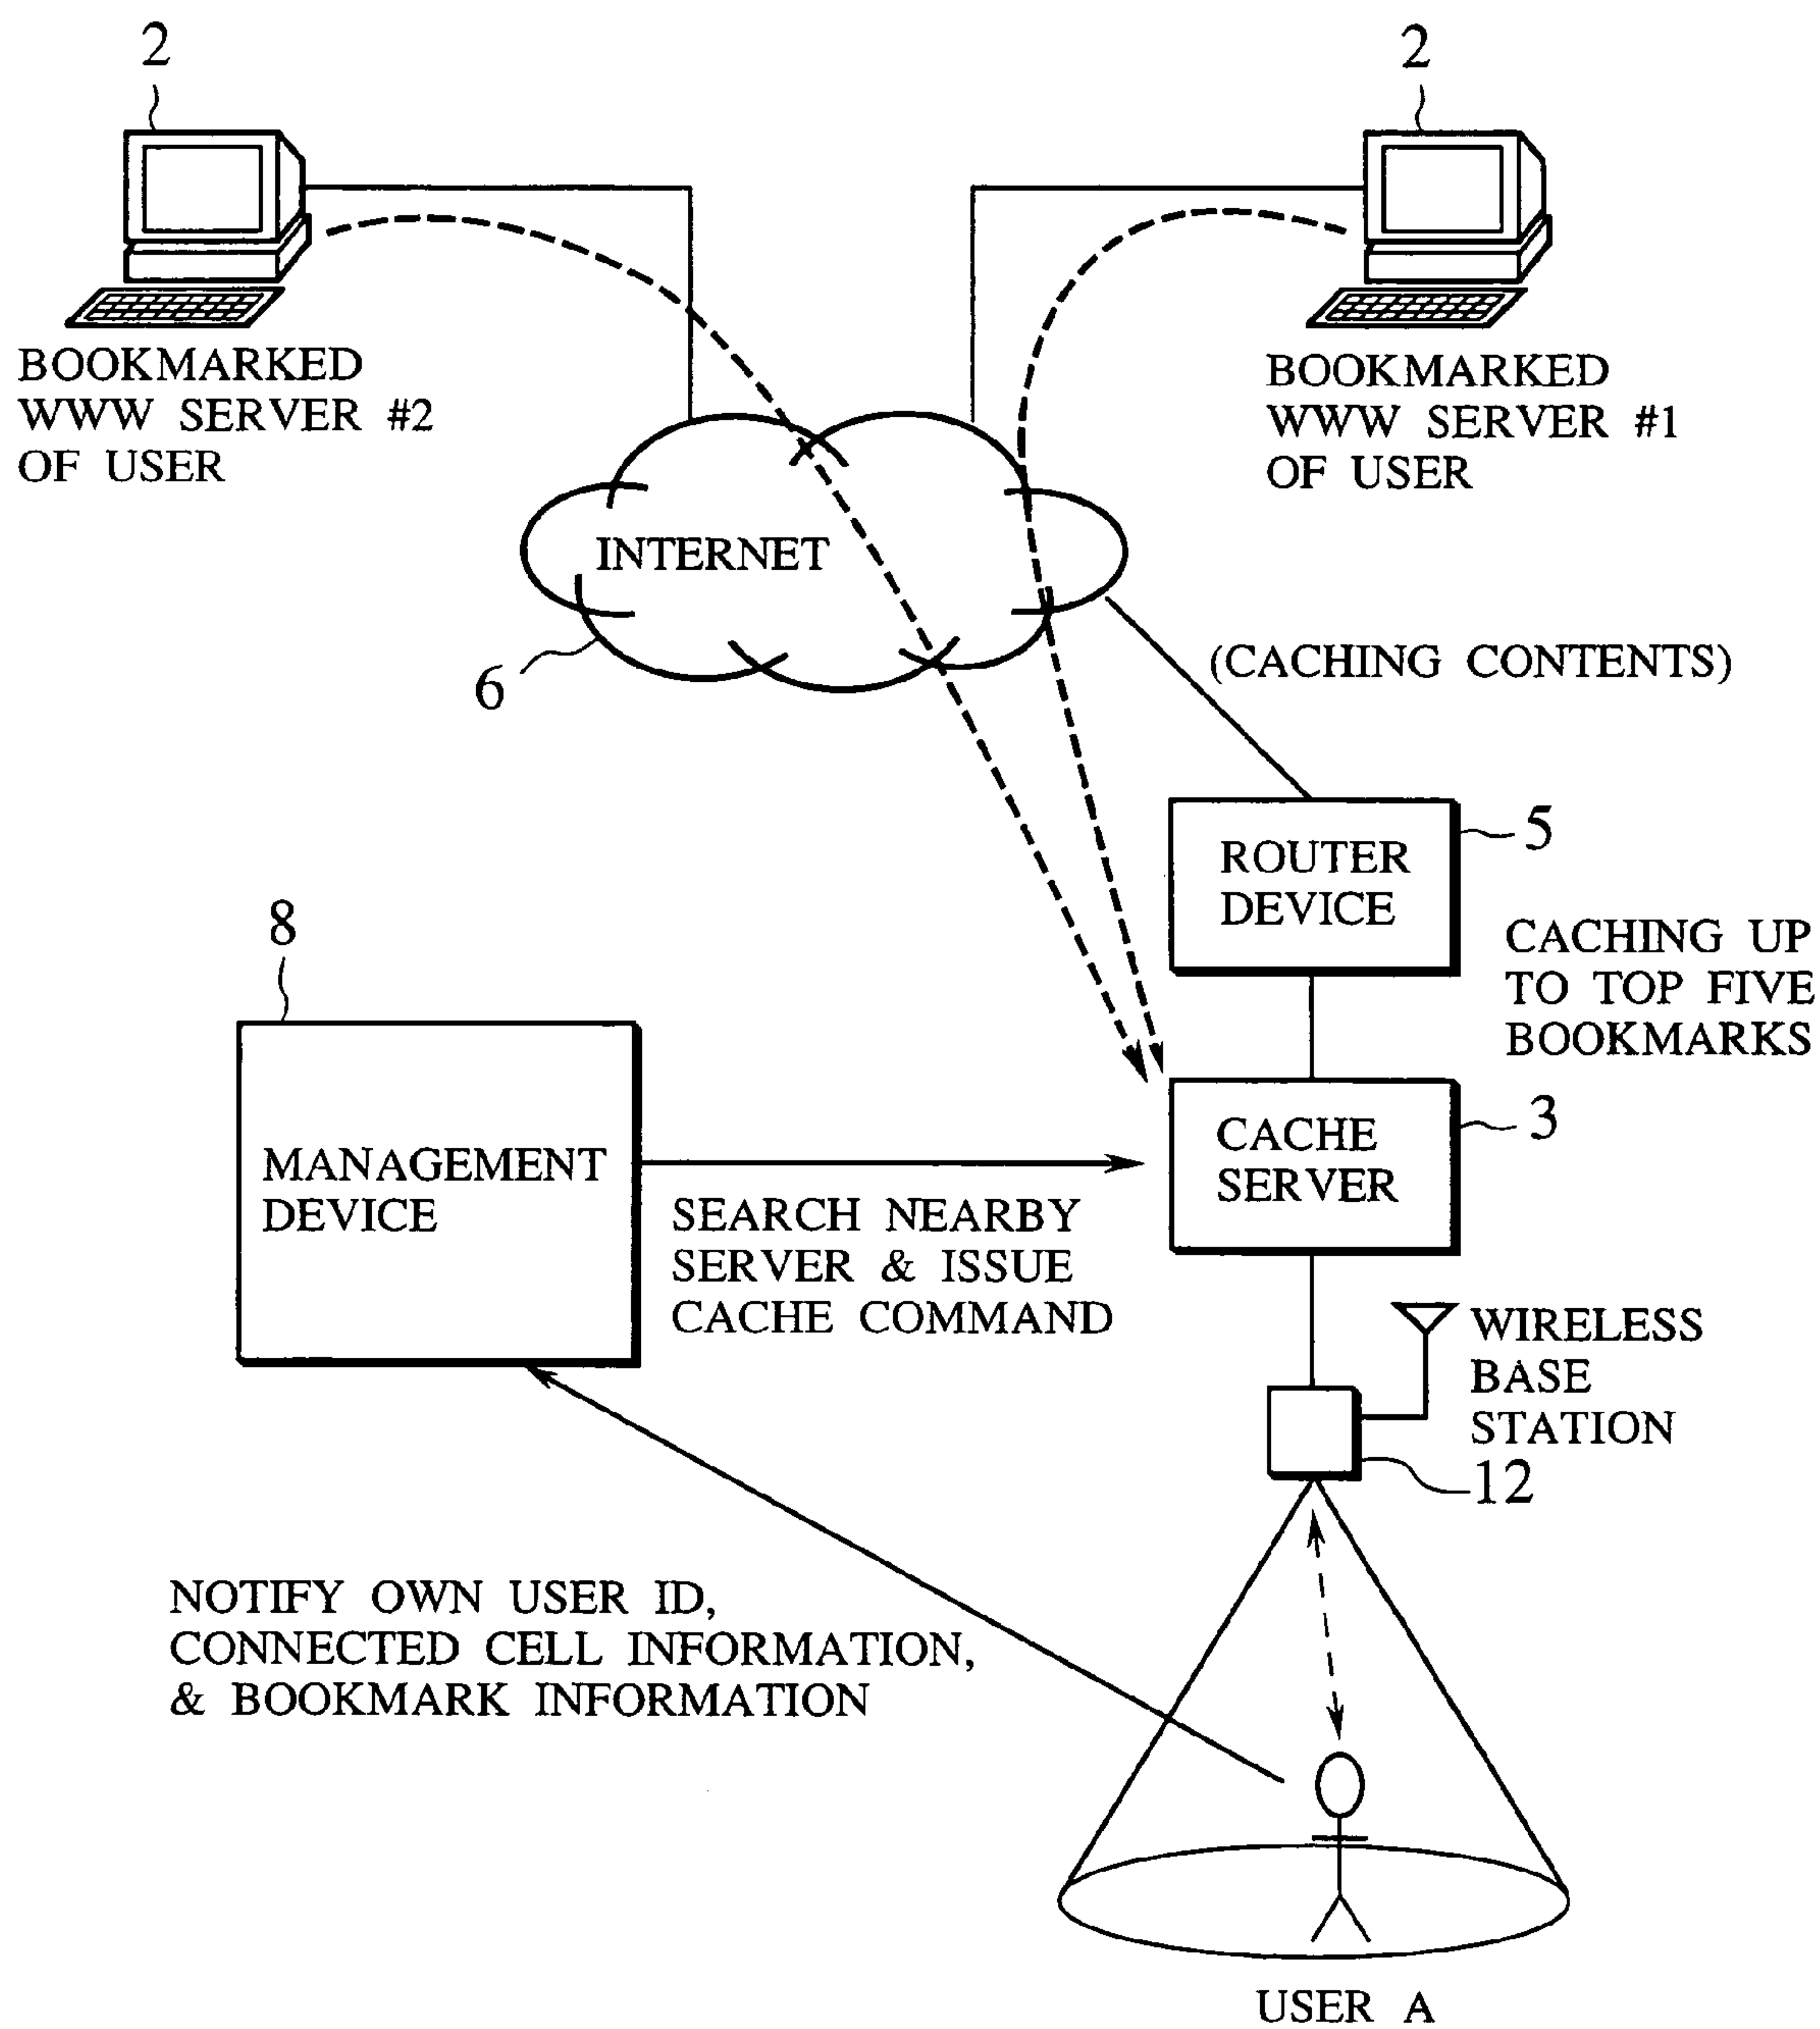 2
2
BOOKMARKED
WWW SERVER #2
OF USER
BOOKMARKED
WWW SERVER #1
OF USER
INTERNET
6
(CACHING CONTENTS)
ROUTER
DEVICE
5
CACHING UP
TO TOP FIVE
BOOKMARKS
8
MANAGEMENT
DEVICE
SEARCH NEARBY
SERVER & ISSUE
CACHE COMMAND
CACHE
SERVER
3
WIRELESS
BASE
STATION
12
NOTIFY OWN USER ID,
CONNECTED CELL INFORMATION,
& BOOKMARK INFORMATION
USER A